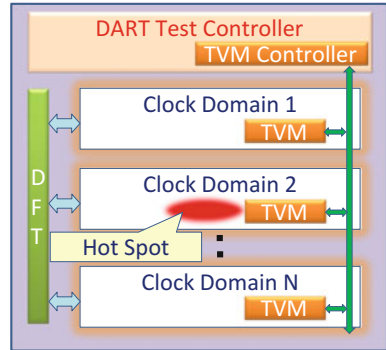 DART Test Controller
TVM Controller
Clock Domain 1
TVM
D
F
T
Clock Domain 2
TVM
Hot Spot
:
Clock Domain N
TVM